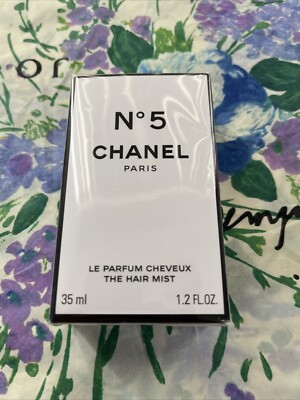 N°5
CHANEL
PARIS
LE PARFUM CHEVEUX
THE HAIR MIST
35 ml 1.2 FL.OZ.